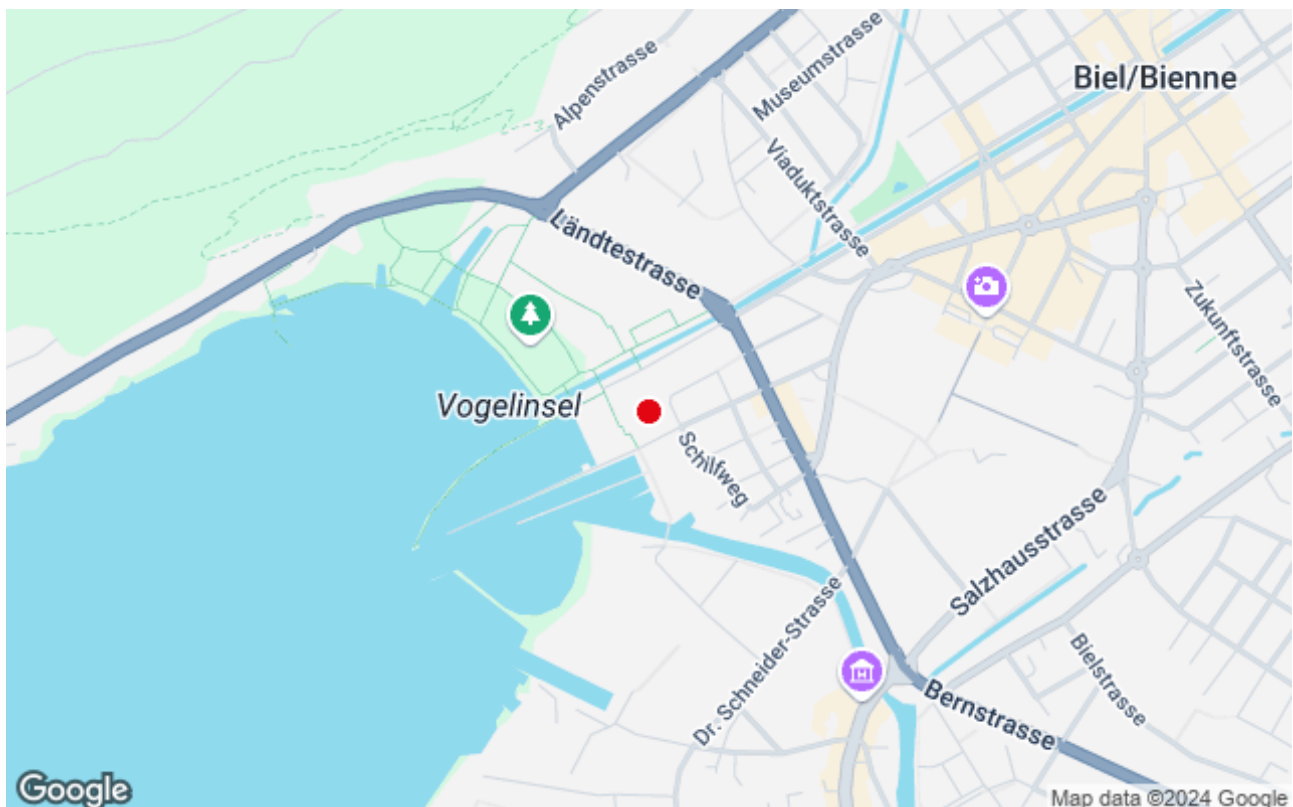 Alpenstrasse
Museumstrasse
Biel/Bienne
Viaduktstrasse
Ländtestrasse
Zukunftstrasse
Vogelinsel
Schilfweg
Salzhausstrasse
Dr. Schneider-Strasse
Bielstrasse
Bernstrasse
Google
Map data ©2024 Google